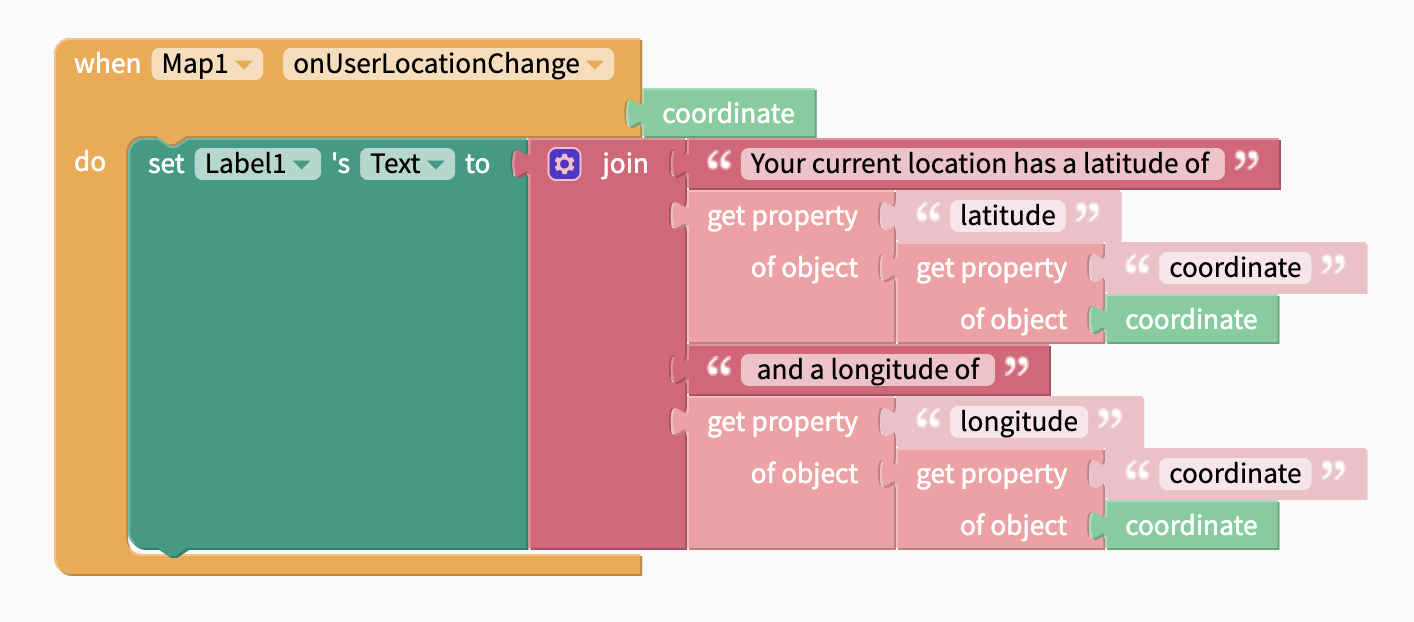 when Map1 onUserLocationChange
coordinate
do set Label1 's Text to join “ Your current location has a latitude of ”
get property “ latitude ”
of object get property “ coordinate ”
of object coordinate
“ and a longitude of ”
get property “ longitude ”
of object get property “ coordinate ”
of object coordinate